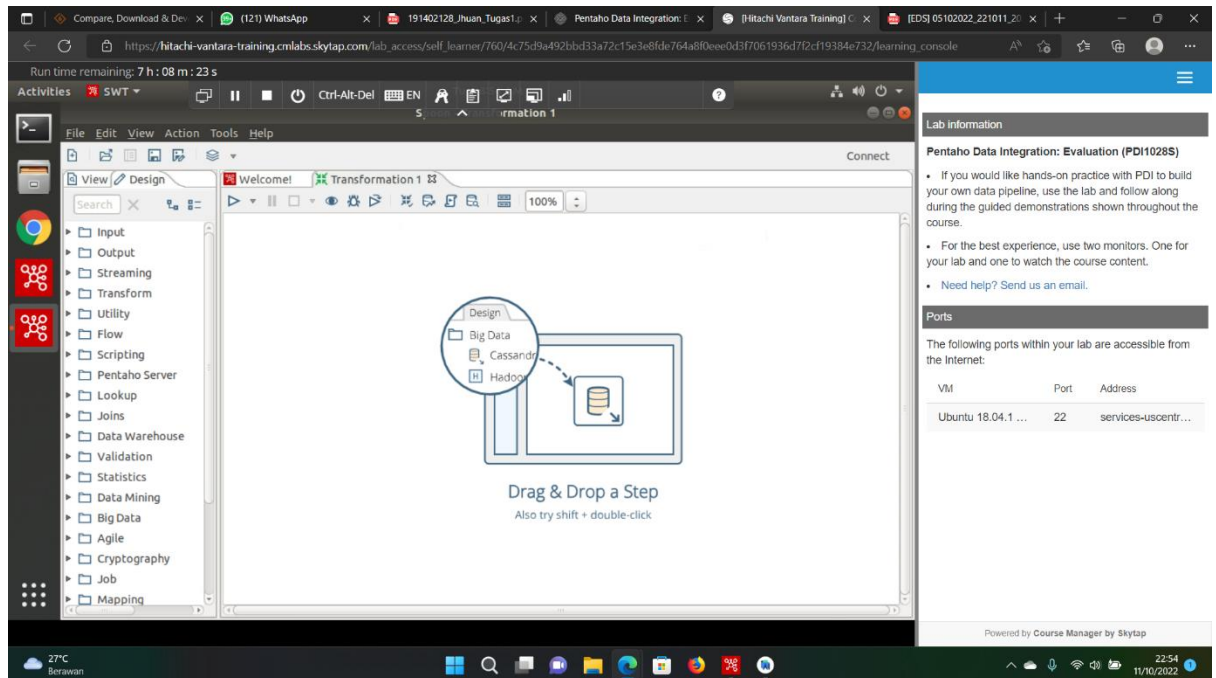 Compare, Download & Dev
(121) WhatsApp
191402128_Jhuan_Tugas1.p
Pentaho Data Integration: E
[Hitachi Vantara Training] C
[EDS] 05102022_221011_20
https://hitachi-vantara-training.cmlabs.skytap.com/lab_access/self_learner/760/4c75d9a492bbd33a72c15e3e8fde764a8f0eee0d3f7061936d7f2cf19384e732/learning_console
Run time remaining: 7 h : 08 m : 23 s
Activities SWT
Ctrl-Alt-Del EN
rmation 1
File Edit View Action Tools Help
Connect
View Design
Welcome! Transformation 1
Search
100%
Input
Output
Streaming
Transform
Utility
Flow
Scripting
Pentaho Server
Lookup
Joins
Data Warehouse
Validation
Statistics
Data Mining
Big Data
Agile
Cryptography
Job
Mapping
Design
Big Data
Cassandr
Hadoo
Drag & Drop a Step
Also try shift + double-click
Lab information
Pentaho Data Integration: Evaluation (PDI1028S)
• If you would like hands-on practice with PDI to build
your own data pipeline, use the lab and follow along
during the guided demonstrations shown throughout the
course.
• For the best experience, use two monitors. One for
your lab and one to watch the course content.
• Need help? Send us an email.
Ports
The following ports within your lab are accessible from
the Internet:
VM Port Address
Ubuntu 18.04.1 ... 22 services-uscentr...
Powered by Course Manager by Skytap
27°C
Berawan
22:54
11/10/2022
1